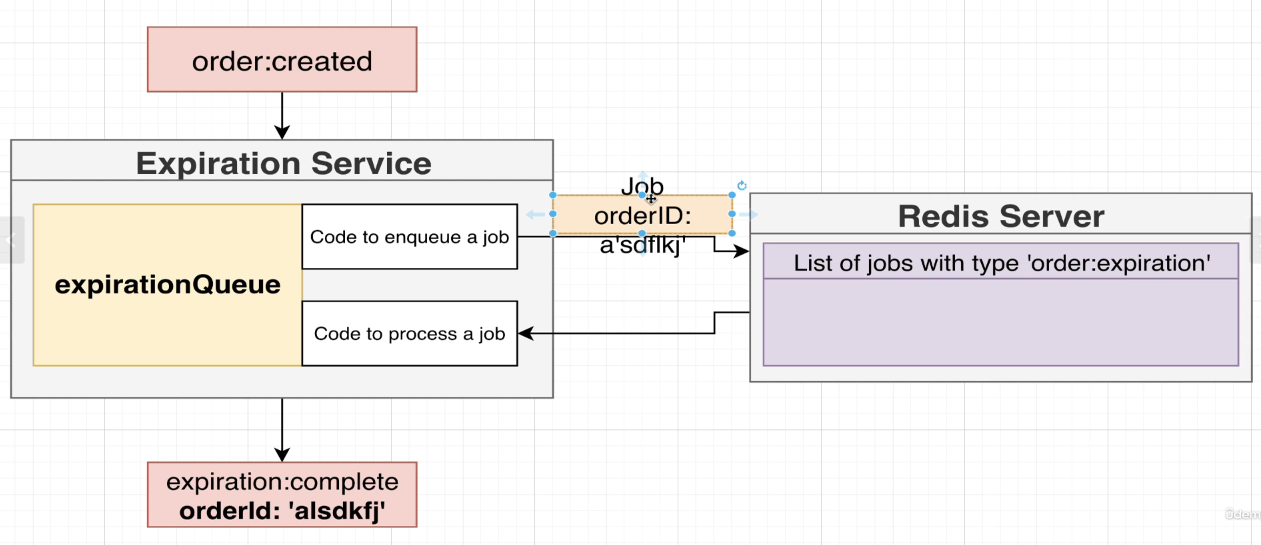 order:created
Expiration Service
expirationQueue
Code to enqueue a job
Code to process a job
Job
orderID:
a'sdflkj'
Redis Server
List of jobs with type 'order:expiration'
expiration:complete
orderId: 'alsdkfj'